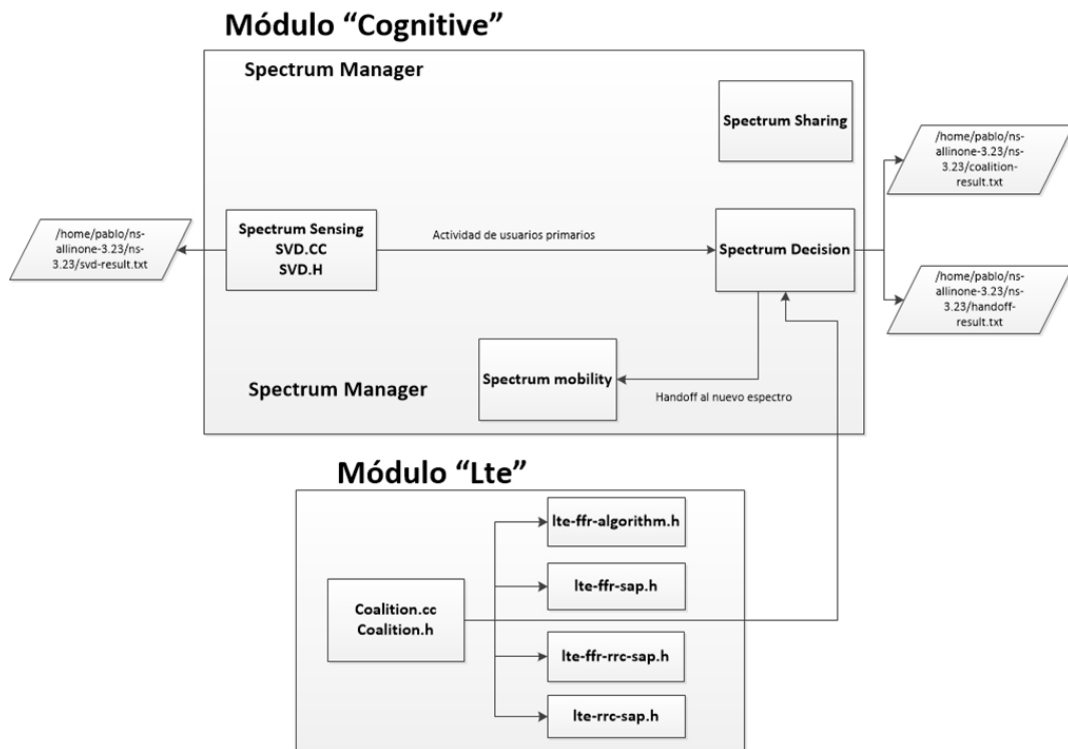 Módulo “Cognitive”
Spectrum Manager
Spectrum Sharing
/home/pablo/ns-
allinone-3.23/ns-
3.23/coalition-
result.txt
/home/pablo/ns-
allinone-3.23/ns-
3.23/svd-result.txt
Spectrum Sensing
SVD.CC
SVD.H
Actividad de usuarios primarios
Spectrum Decision
/home/pablo/ns-
allinone-3.23/ns-
3.23/handoff-
result.txt
Spectrum mobility
Spectrum Manager
Handoff al nuevo espectro
Módulo “Lte”
lte-ffr-algorithm.h
lte-ffr-sap.h
Coalition.cc
Coalition.h
lte-ffr-rrc-sap.h
lte-rrc-sap.h